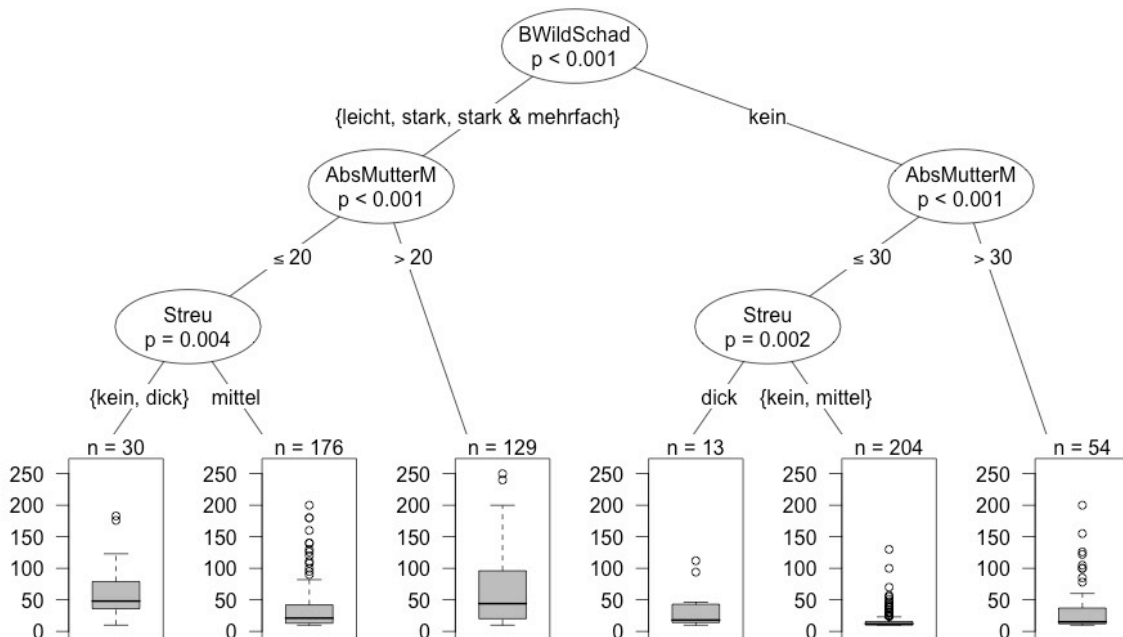 BWildSchad
p < 0.001
{leicht, stark, stark & mehrfach}
kein
AbsMutterM
p < 0.001
AbsMutterM
p < 0.001
≤ 20
> 20
≤ 30
> 30
Streu
p = 0.004
Streu
p = 0.002
{kein, dick}
mittel
dick
{kein, mittel}
n = 30
n = 176
n = 129
n = 13
n = 204
n = 54
250
200
150
100
50
0
250
200
150
100
50
0
250
200
150
100
50
0
250
200
150
100
50
0
250
200
150
100
50
0
250
200
150
100
50
0